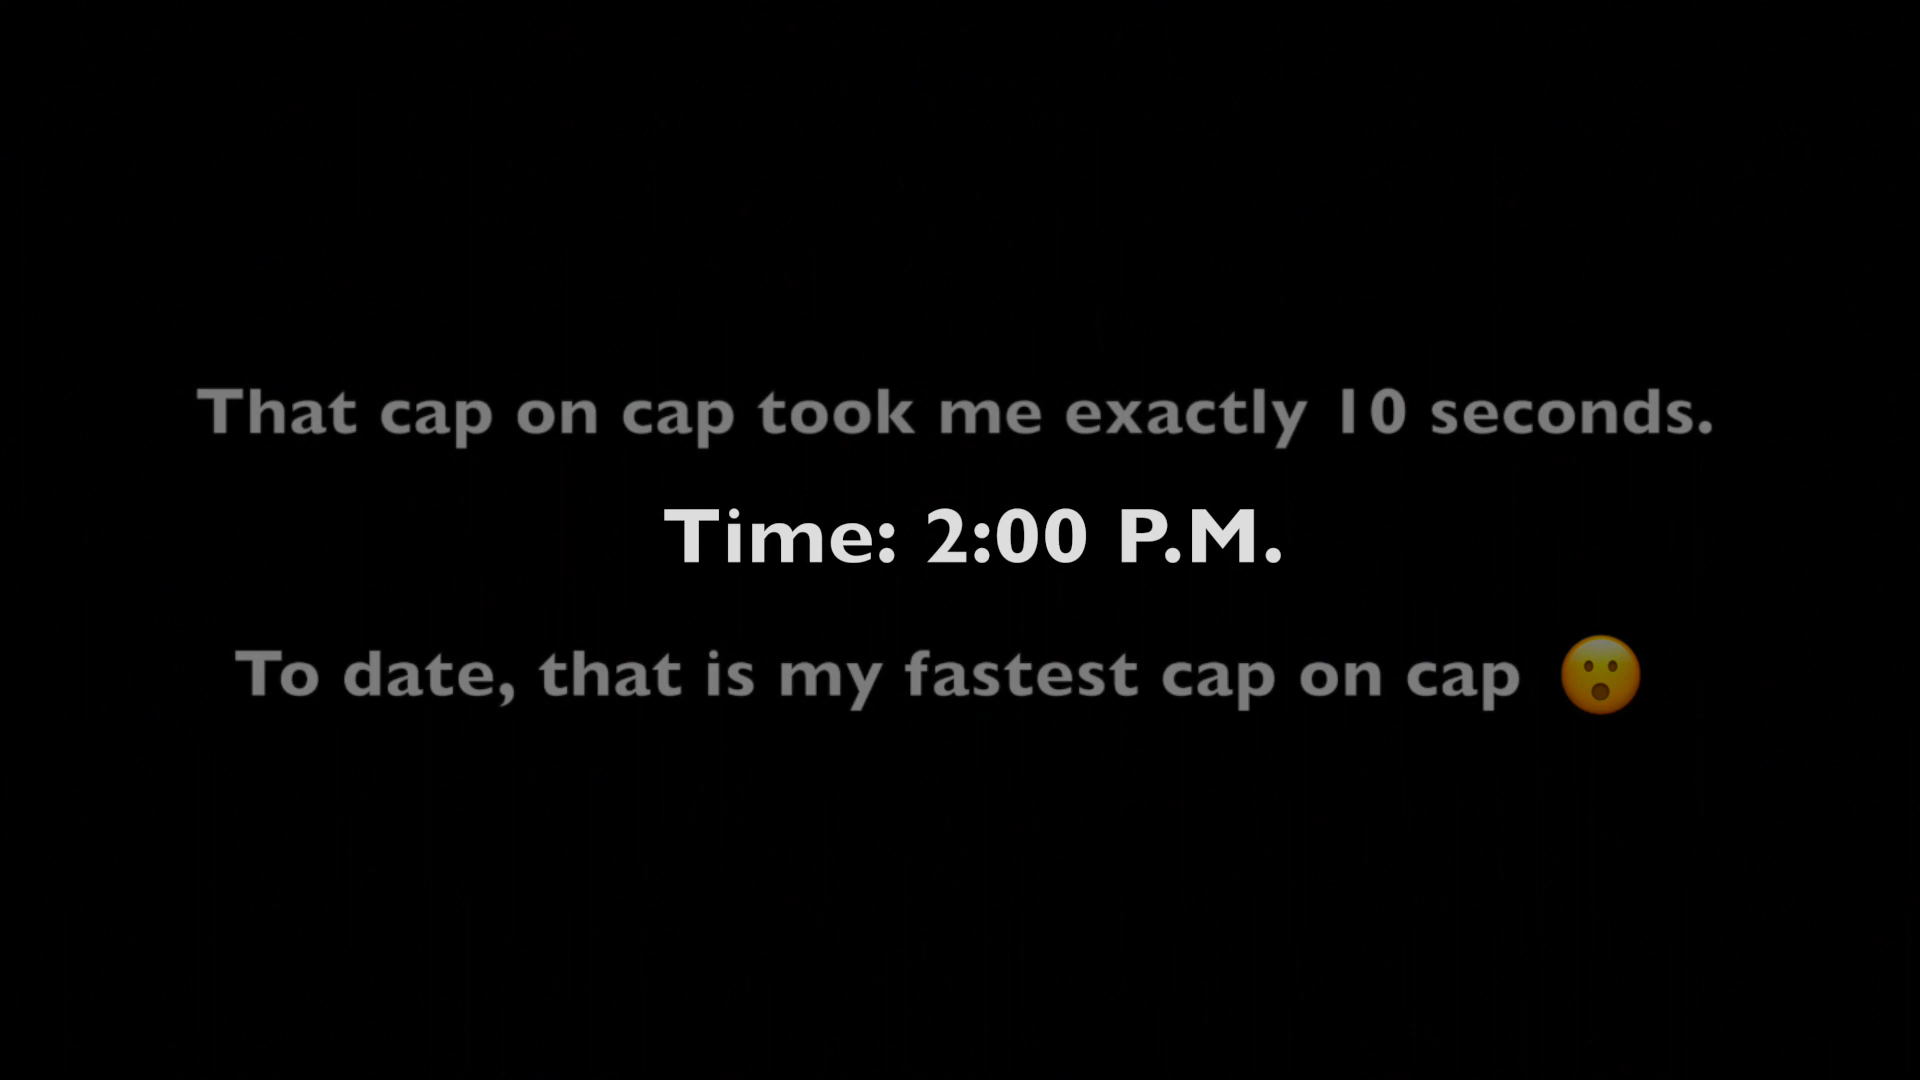 That cap on cap took me exactly 10 seconds.
Time: 2:00 P.M.
To date, that is my fastest cap on cap 😮